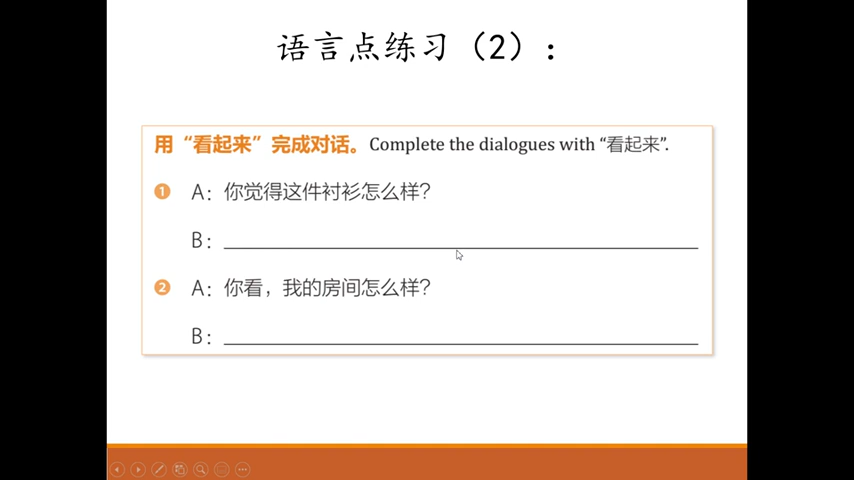 语言点练习（2）：
用“看起来”完成对话。Complete the dialogues with “看起来”.
1 A：你觉得这件衬衫怎么样？
B：
2 A：你看，我的房间怎么样？
B：